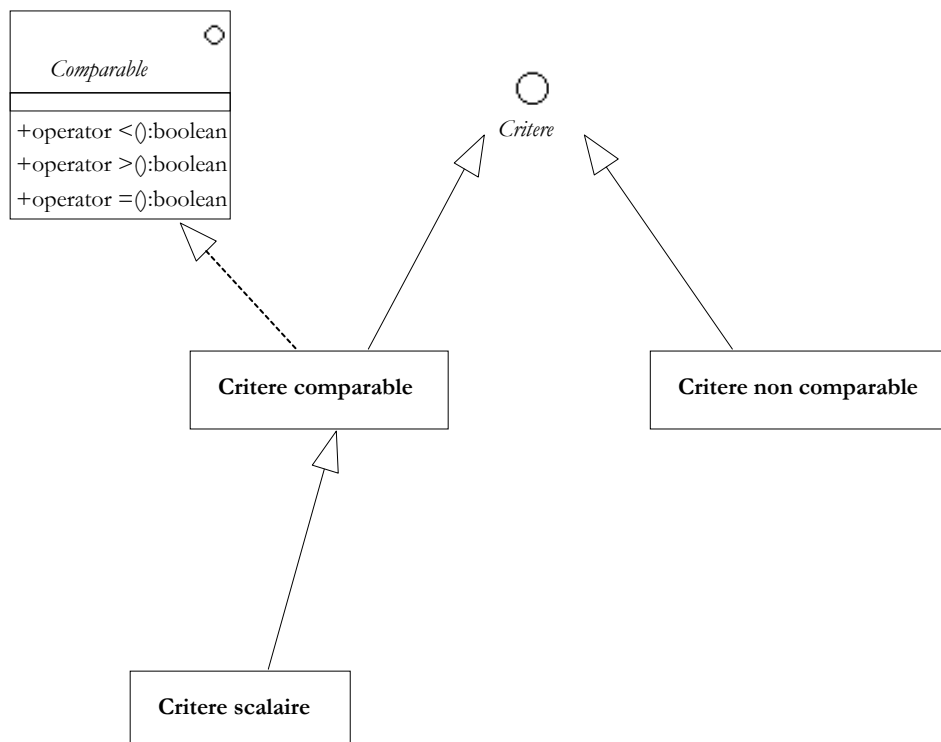 Comparable
+operator <():boolean
+operator >():boolean
+operator =():boolean
Critere
Critere comparable
Critere non comparable
Critere scalaire